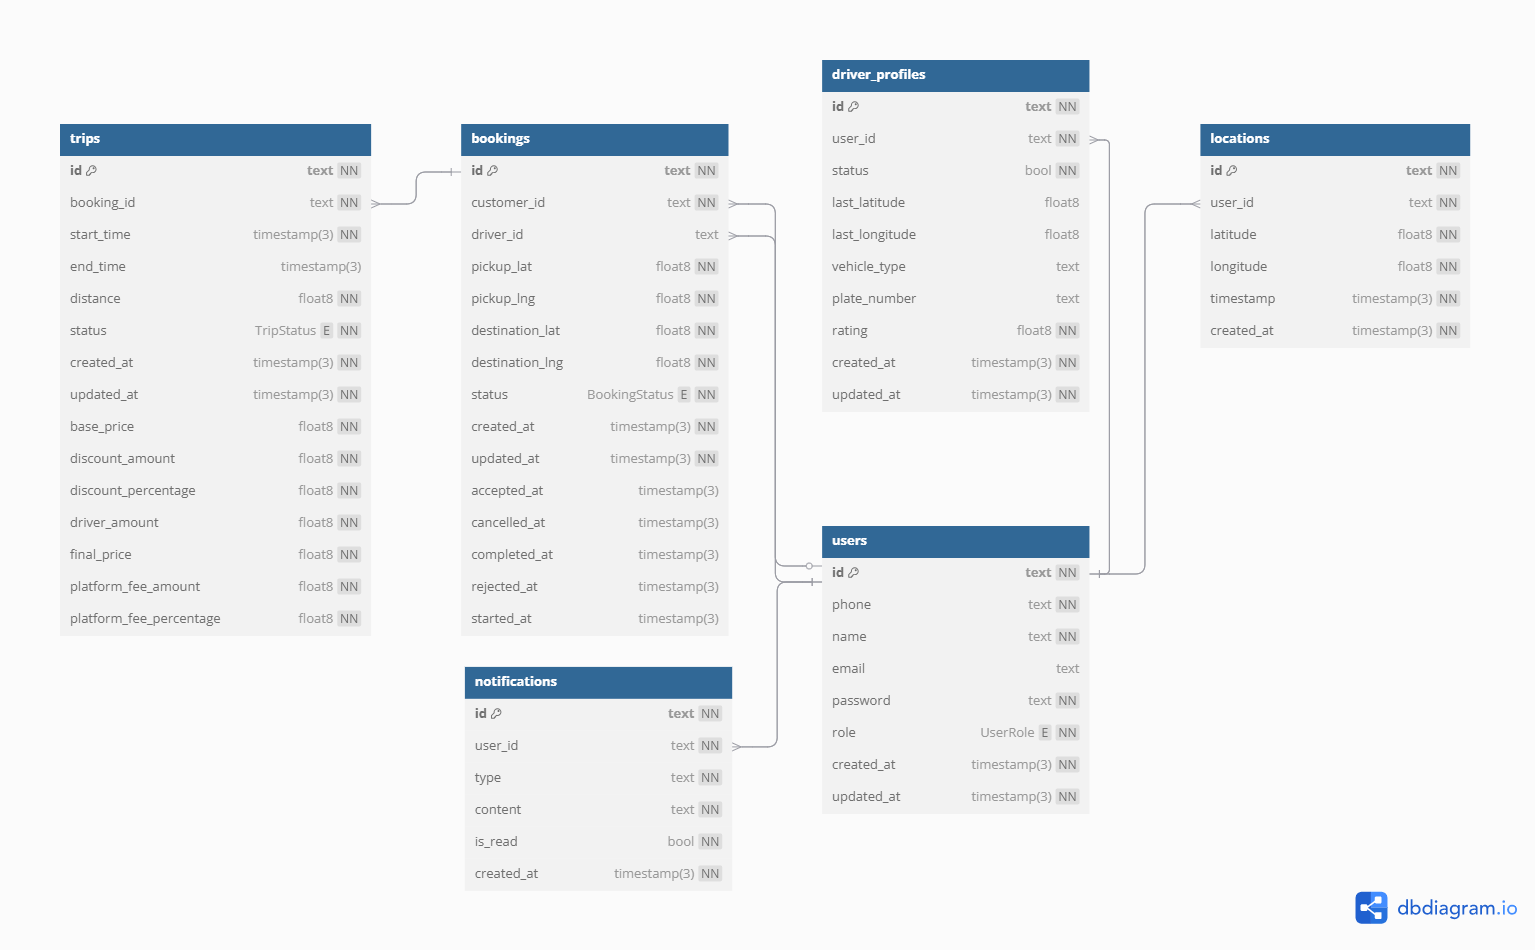 trips
id text NN
booking_id text NN
start_time timestamp(3) NN
end_time timestamp(3)
distance float8 NN
status TripStatus E NN
created_at timestamp(3) NN
updated_at timestamp(3) NN
base_price float8 NN
discount_amount float8 NN
discount_percentage float8 NN
driver_amount float8 NN
final_price float8 NN
platform_fee_amount float8 NN
platform_fee_percentage float8 NN
bookings
id text NN
customer_id text NN
driver_id text
pickup_lat float8 NN
pickup_lng float8 NN
destination_lat float8 NN
destination_lng float8 NN
status BookingStatus E NN
created_at timestamp(3) NN
updated_at timestamp(3) NN
accepted_at timestamp(3)
cancelled_at timestamp(3)
completed_at timestamp(3)
rejected_at timestamp(3)
started_at timestamp(3)
notifications
id text NN
user_id text NN
type text NN
content text NN
is_read bool NN
created_at timestamp(3) NN
driver_profiles
id text NN
user_id text NN
status bool NN
last_latitude float8
last_longitude float8
vehicle_type text
plate_number text
rating float8 NN
created_at timestamp(3) NN
updated_at timestamp(3) NN
users
id text NN
phone text NN
name text NN
email text
password text NN
role UserRole E NN
created_at timestamp(3) NN
updated_at timestamp(3) NN
locations
id text NN
user_id text NN
latitude float8 NN
longitude float8 NN
timestamp timestamp(3) NN
created_at timestamp(3) NN
dbdiagram.io